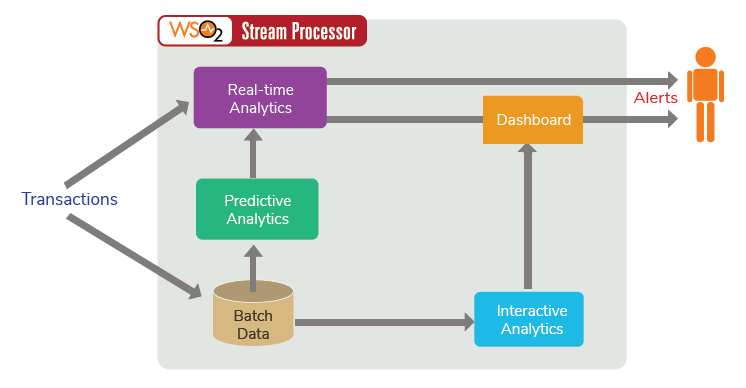 WSO2 Stream Processor
Real-time
Analytics
Alerts
Dashboard
Transactions
Predictive
Analytics
Batch
Data
Interactive
Analytics